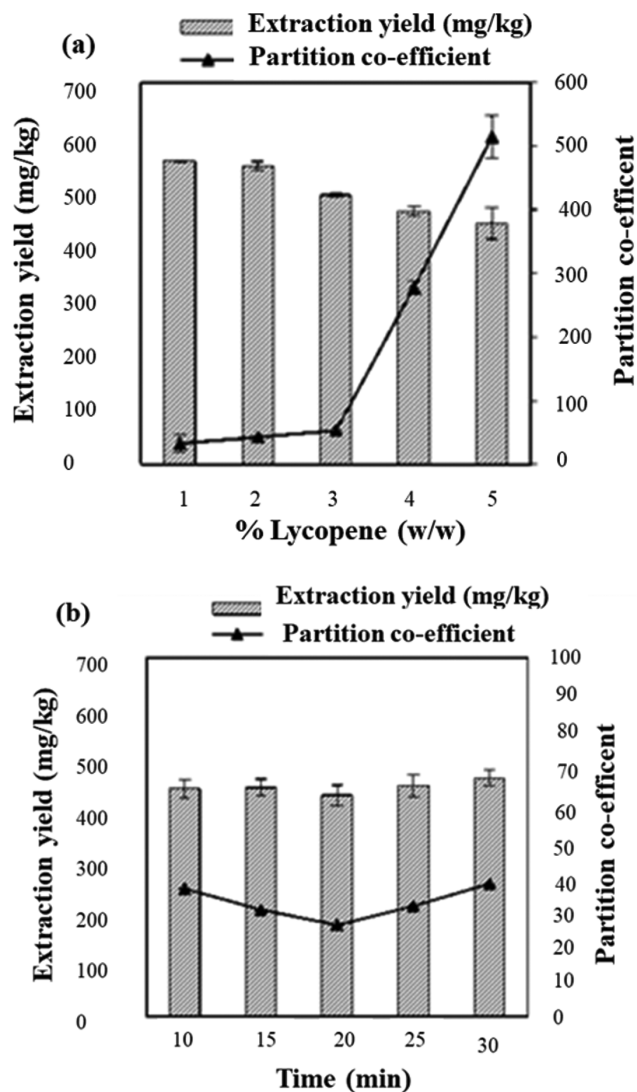 (a)
Extraction yield (mg/kg)
Partition co-efficient
Extraction yield (mg/kg)
700
600
500
400
300
200
100
0
600
500
400
300
200
100
0
Partition co-efficent
1 2 3 4 5
% Lycopene (w/w)
(b)
Extraction yield (mg/kg)
Partition co-efficient
Extraction yield (mg/kg)
700
600
500
400
300
200
100
0
100
90
80
70
60
50
40
30
20
10
0
Partition co-efficent
10 15 20 25 30
Time (min)